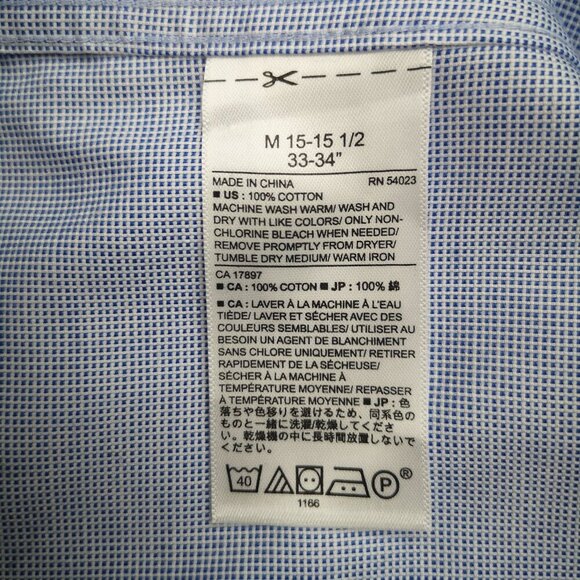 M 15-15 1/2
33-34"
MADE IN CHINA RN 54023
■ US : 100% COTTON
MACHINE WASH WARM/ WASH AND
DRY WITH LIKE COLORS/ ONLY NON-
CHLORINE BLEACH WHEN NEEDED/
REMOVE PROMPTLY FROM DRYER/
TUMBLE DRY MEDIUM/ WARM IRON
CA 17897
■ CA : 100% COTON ■ JP : 100% 綿
■ CA : LAVER À LA MACHINE À L'EAU
TIÈDE/ LAVER ET SÉCHER AVEC DES
COULEURS SEMBLABLES/ UTILISER AU
BESOIN UN AGENT DE BLANCHIMENT
SANS CHLORE UNIQUEMENT/ RETIRER
RAPIDEMENT DE LA SÉCHEUSE/
SÉCHER À LA MACHINE À
TEMPÉRATURE MOYENNE/ REPASSER
À TEMPÉRATURE MOYENNE ■ JP : 色
落ちや色移りを避けるため、同系色の
ものと一緒に洗濯/乾燥してくださ
い。乾燥機の中に長時間放置しないで
ください。
40 P ®
1166